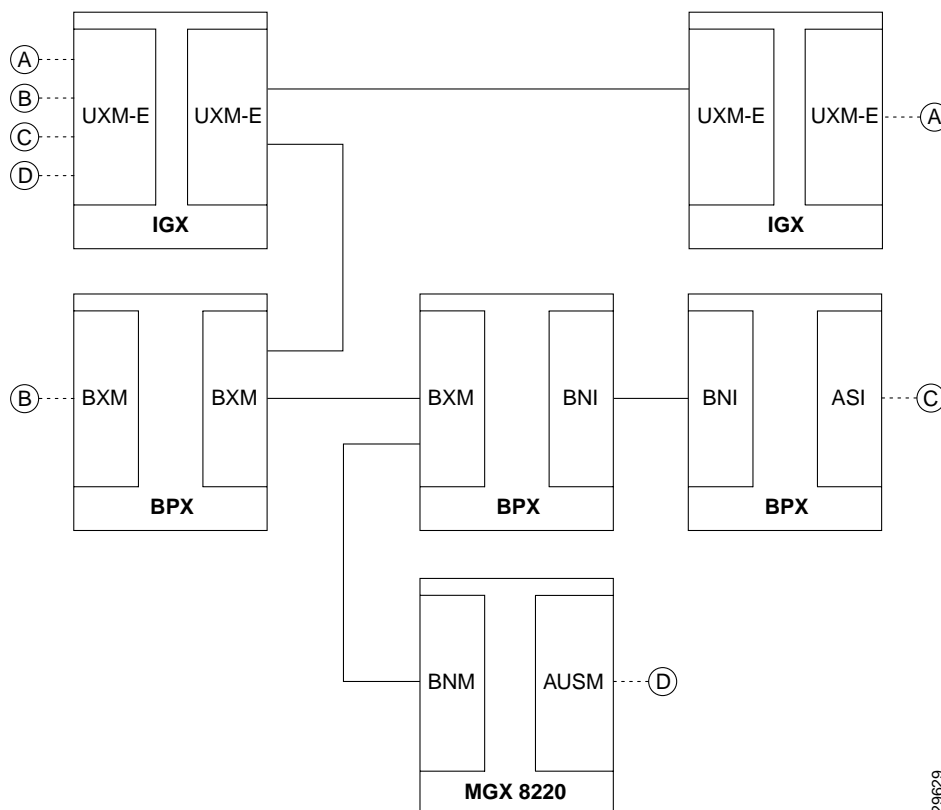 A
B
C
D
UXM-E UXM-E
IGX
UXM-E UXM-E
IGX
A
B
BXM BXM
BPX
BXM BNI
BPX
BNI ASI
BPX
C
BNM AUSM
MGX 8220
D
29629